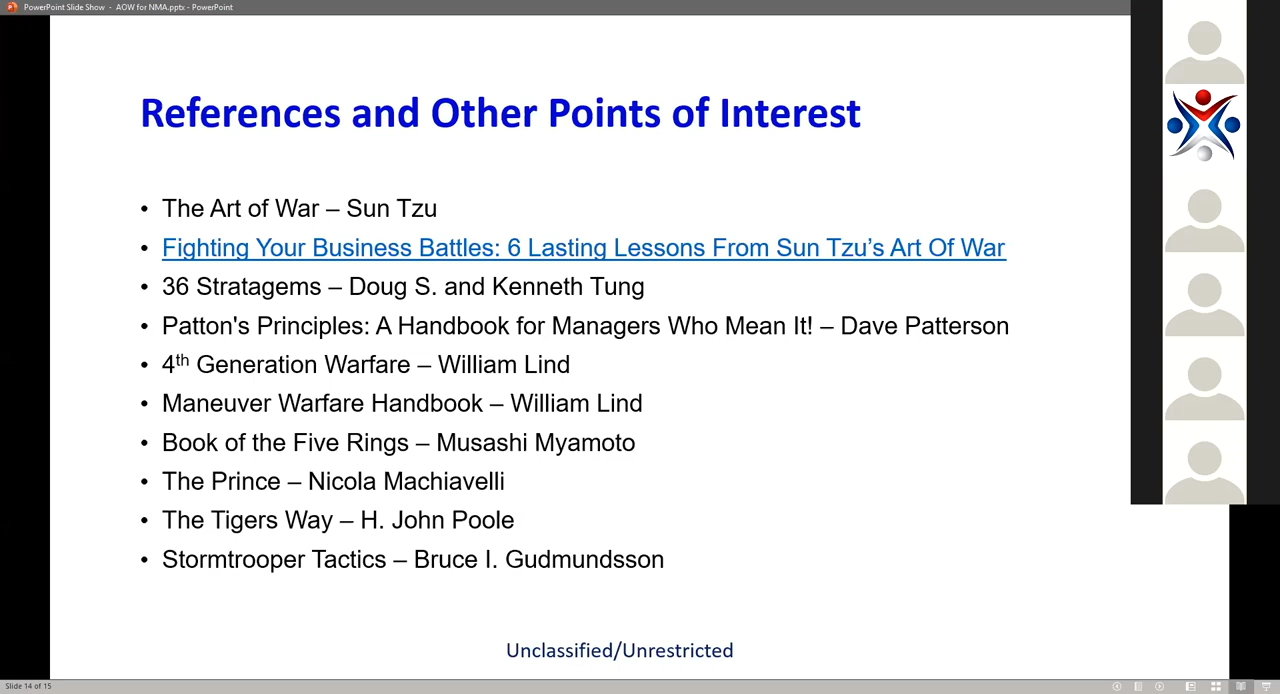 PowerPoint Slide Show - AOW for NMA.pptx - PowerPoint
References and Other Points of Interest
• The Art of War – Sun Tzu
• Fighting Your Business Battles: 6 Lasting Lessons From Sun Tzu’s Art Of War
• 36 Stratagems – Doug S. and Kenneth Tung
• Patton's Principles: A Handbook for Managers Who Mean It! – Dave Patterson
• 4th Generation Warfare – William Lind
• Maneuver Warfare Handbook – William Lind
• Book of the Five Rings – Musashi Myamoto
• The Prince – Nicola Machiavelli
• The Tigers Way – H. John Poole
• Stormtrooper Tactics – Bruce I. Gudmundsson
Unclassified/Unrestricted
Slide 14 of 15